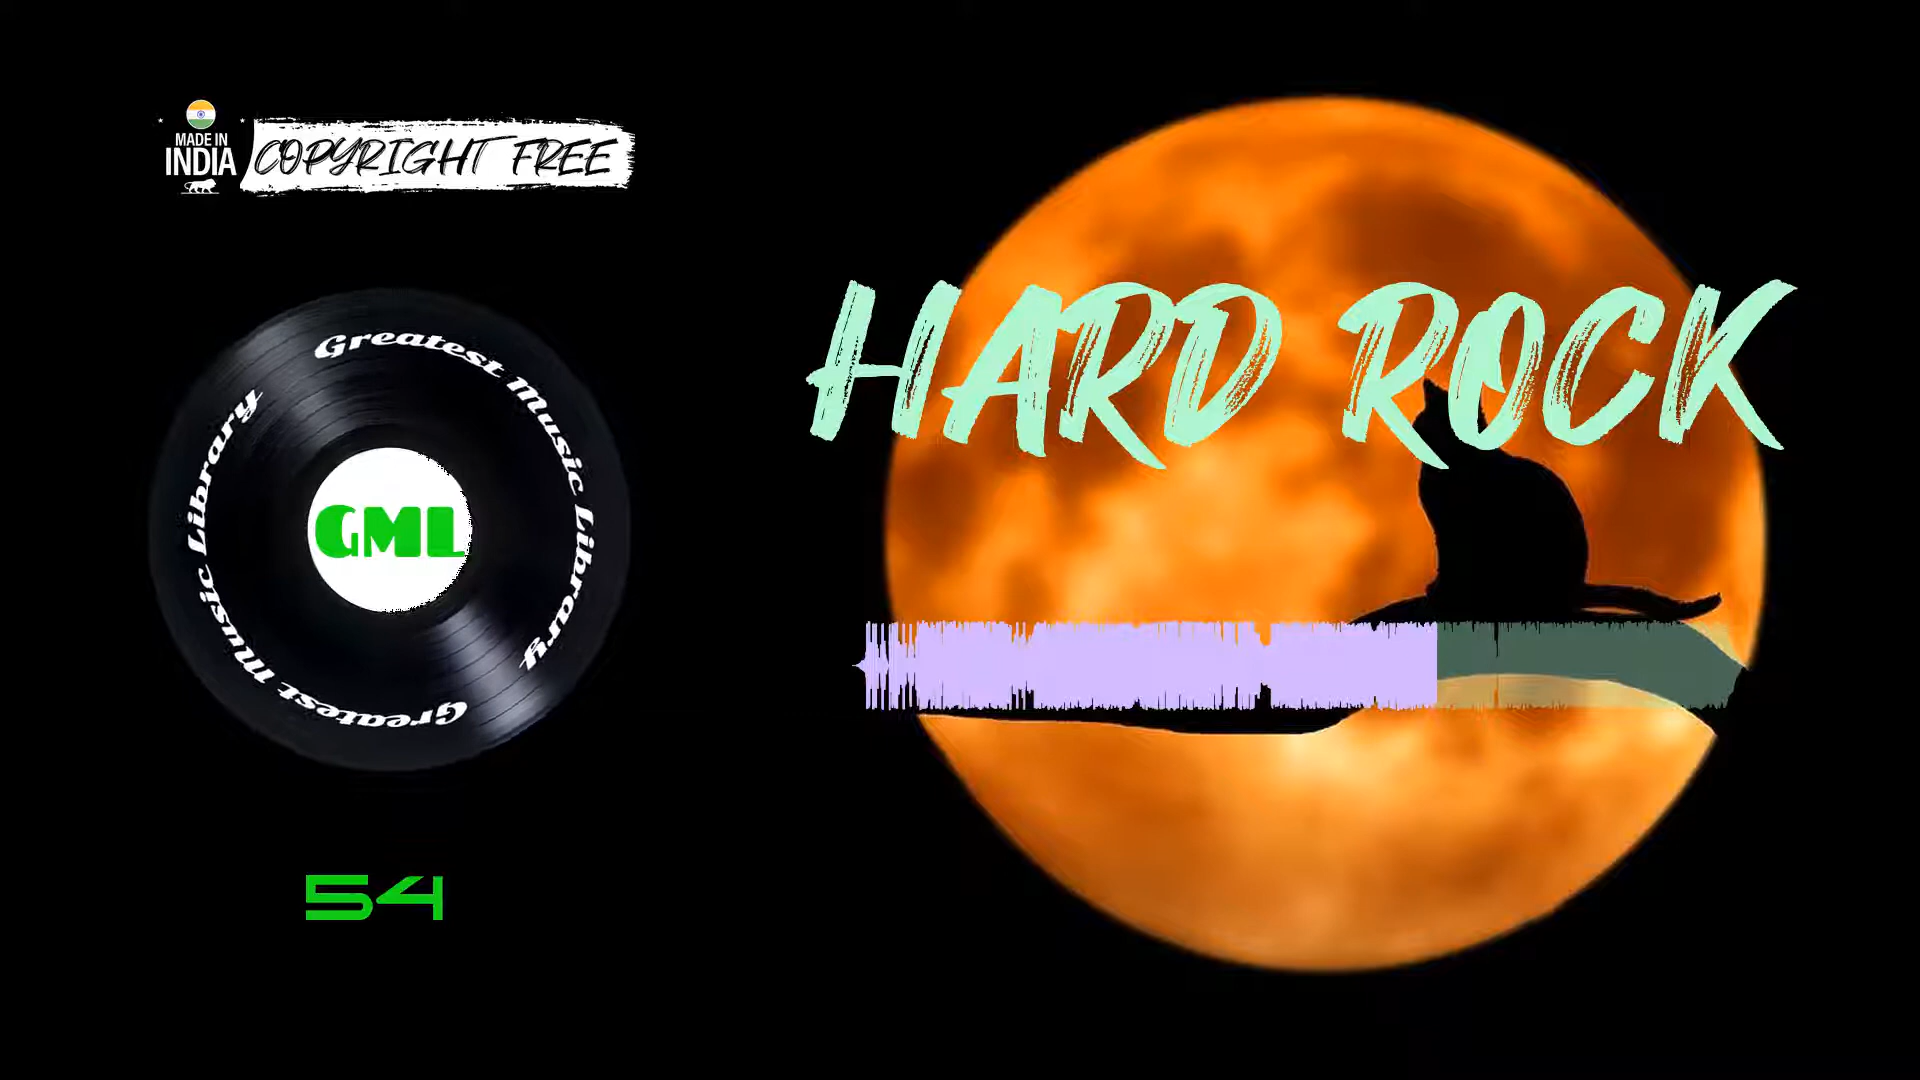 MADE IN
INDIA
COPYRIGHT FREE
HARD ROCK
Greatest Music Library
Greatest Music Library
GML
54